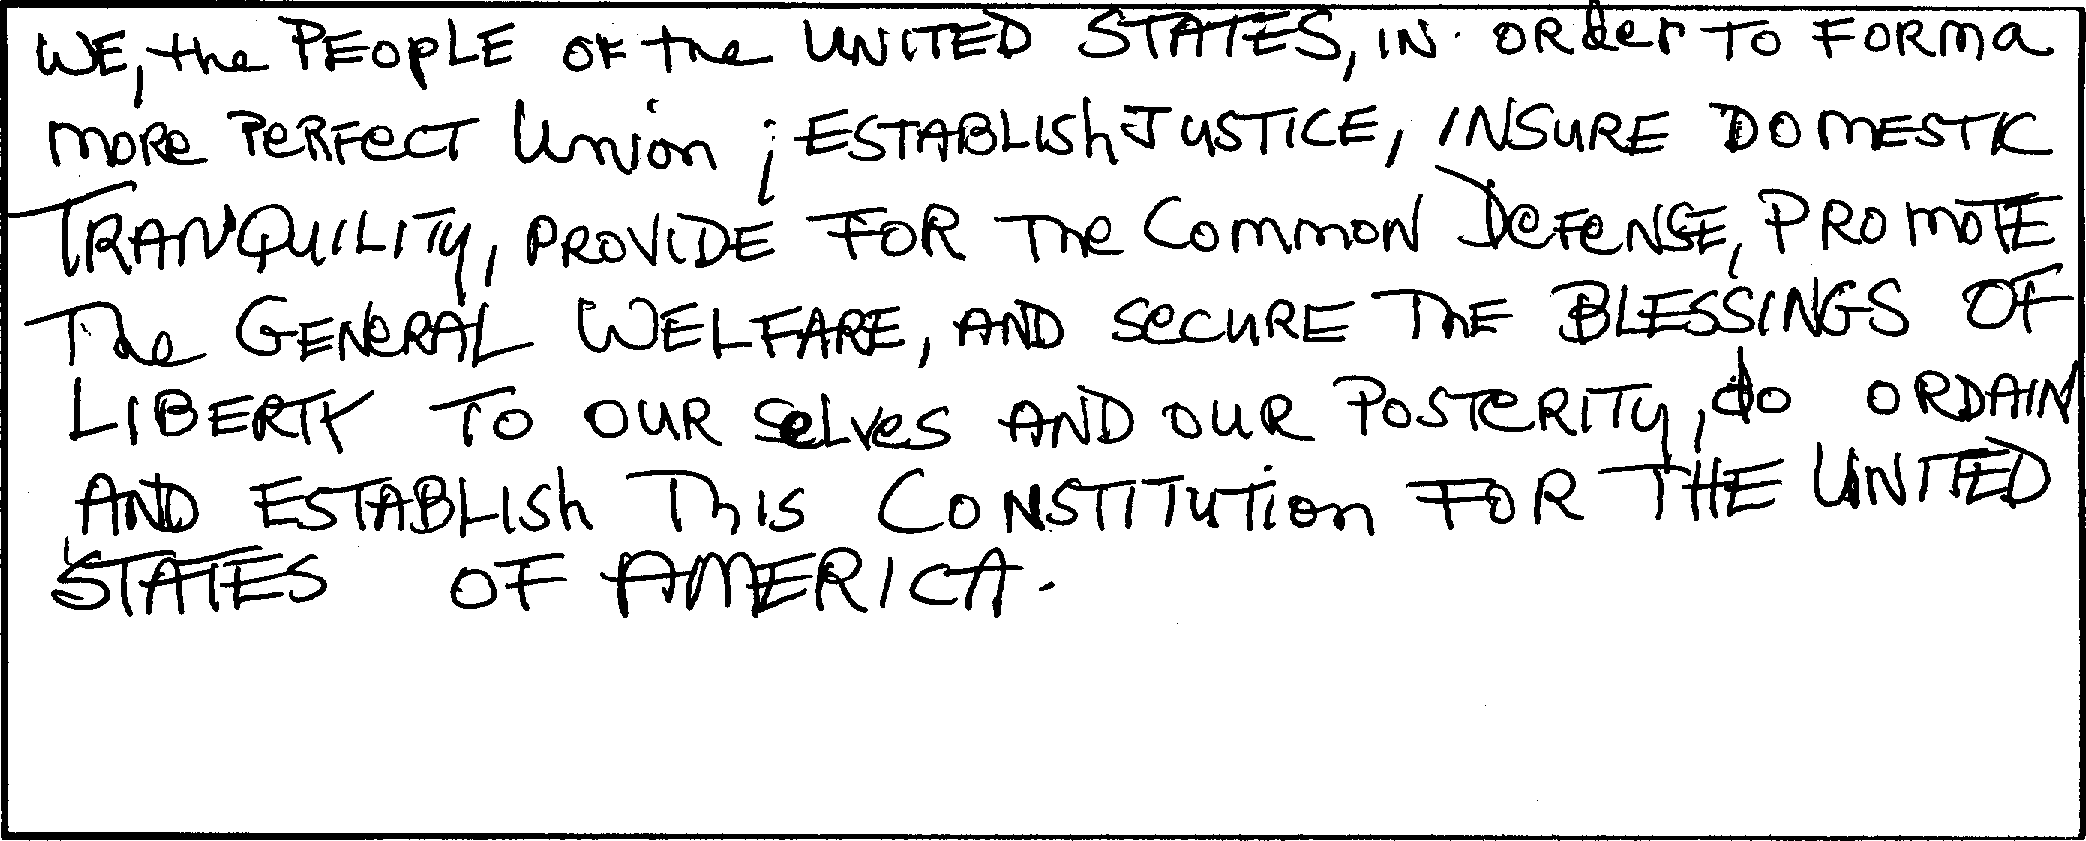 WE, the PEOPLE OF the UNITED STATES, IN ORder TO FORM a
MORe PeRFecT Union ; ESTABLISh JUSTICE, INSURE DOMESTIC
TRANQUILITy, PROVIDE FOR The COMMON DeFeNSE, PROMOTE
The GENeRAL WELFARE, AND SeCURE The BLESSINGS OF
LIBERTY TO OUR SeLVeS AND OUR POSTeRITy, do ORDAIN
AND ESTABLISh This CONSTITUTion FOR THE UNITED
STATES OF AMERICA.